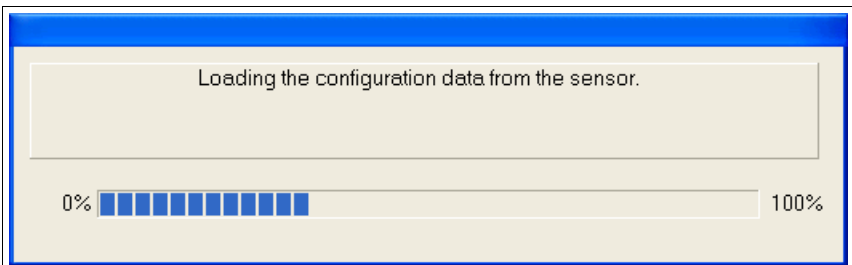 Loading the configuration data from the sensor.
0% 100%